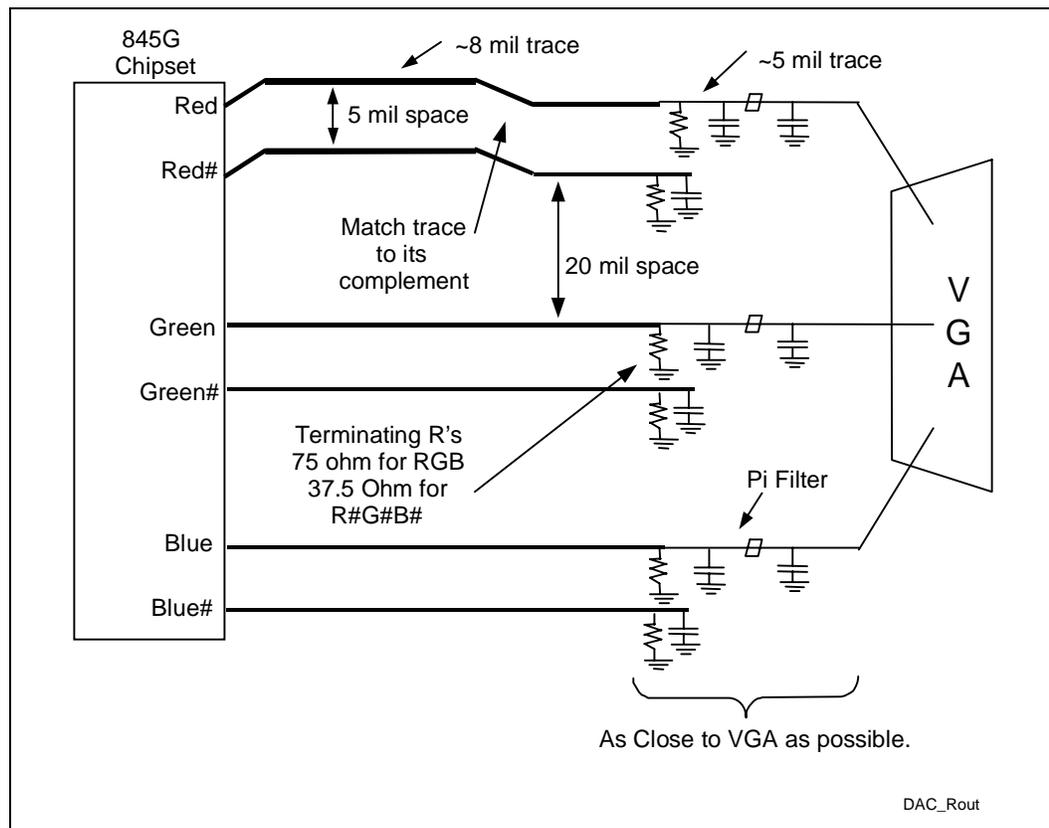 845G
Chipset
~8 mil trace
~5 mil trace
Red
5 mil space
Red#
Match trace
to its
complement
20 mil space
V
G
A
Green
Green#
Terminating R's
75 ohm for RGB
37.5 Ohm for
R#G#B#
Pi Filter
Blue
Blue#
As Close to VGA as possible.
DAC_Rout